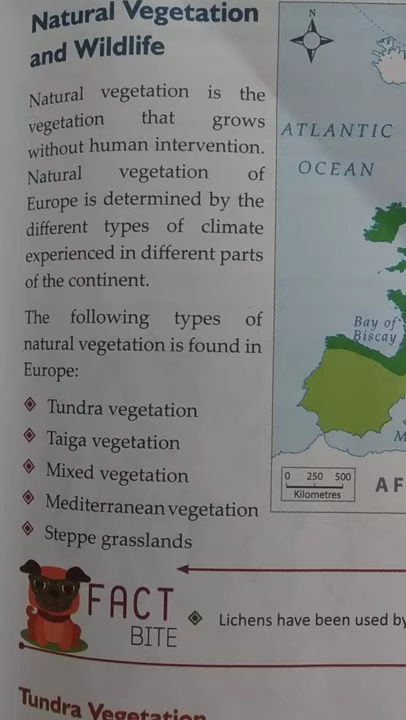 Natural Vegetation
and Wildlife
Natural vegetation is the
vegetation that grows
without human intervention.
Natural vegetation of
Europe is determined by the
different types of climate
experienced in different parts
of the continent.
The following types of
natural vegetation is found in
Europe:
Tundra vegetation
Taiga vegetation
Mixed vegetation
Mediterranean vegetation
Steppe grasslands
N
ATLANTIC
OCEAN
Bay of
Biscay
M
0 250 500
Kilometres
AF
FACT
BITE
Lichens have been used by
Tundra Vegetation